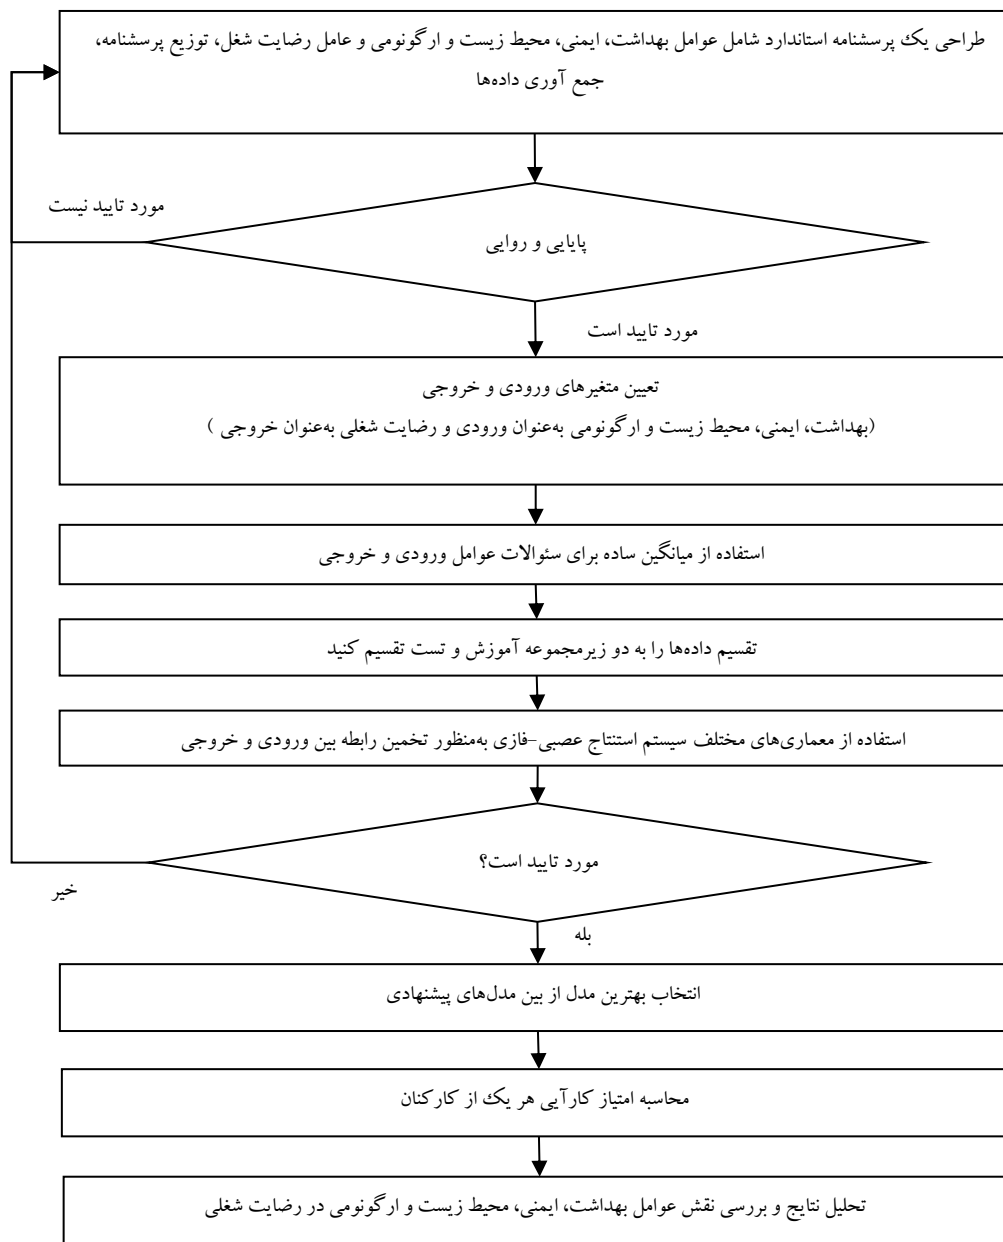 طراحی یک پرسشنامه استاندارد شامل عوامل بهداشت، ایمنی، محیط زیست و ارگونومی و عامل رضایت شغل، توزیع پرسشنامه،
جمع آوری داده‌ها
مورد تایید نیست
پایایی و روایی
مورد تایید است
تعیین متغیرهای ورودی و خروجی
(بهداشت، ایمنی، محیط زیست و ارگونومی به‌عنوان ورودی و رضایت شغلی به‌عنوان خروجی )
استفاده از میانگین ساده برای سئوالات عوامل ورودی و خروجی
تقسیم داده‌ها را به دو زیرمجموعه آموزش و تست تقسیم کنید
استفاده از معماری‌های مختلف سیستم استنتاج عصبی-فازی به‌منظور تخمین رابطه بین ورودی و خروجی
مورد تایید است؟
خیر
بله
انتخاب بهترین مدل از بین مدل‌های پیشنهادی
محاسبه امتیاز کارآیی هر یک از کارکنان
تحلیل نتایج و بررسی نقش عوامل بهداشت، ایمنی، محیط زیست و ارگونومی در رضایت شغلی